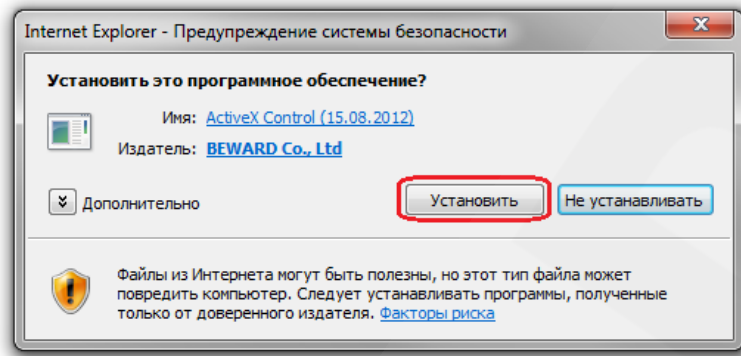 Internet Explorer - Предупреждение системы безопасности
Установить это программное обеспечение?
Имя: ActiveX Control (15.08.2012)
Издатель: BEWARD Co., Ltd
Дополнительно
Установить
Не устанавливать
Файлы из Интернета могут быть полезны, но этот тип файла может
повредить компьютер. Следует устанавливать программы, полученные
только от доверенного издателя. Факторы риска